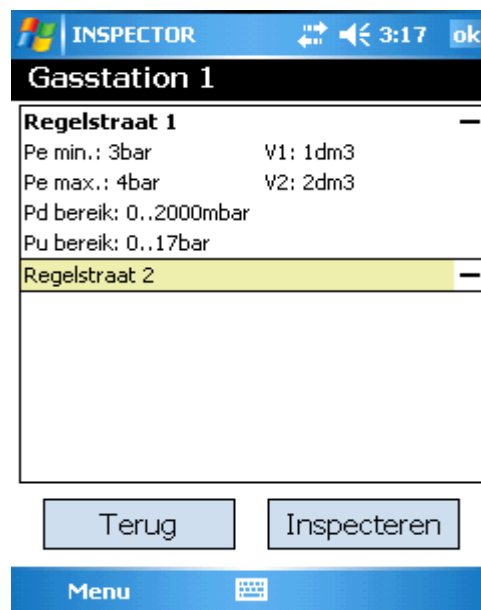 INSPECTOR 3:17 ok
Gasstation 1
Regelstraat 1
Pe min.: 3bar V1: 1dm3
Pe max.: 4bar V2: 2dm3
Pd bereik: 0..2000mbar
Pu bereik: 0..17bar
Regelstraat 2
Terug Inspecteren
Menu